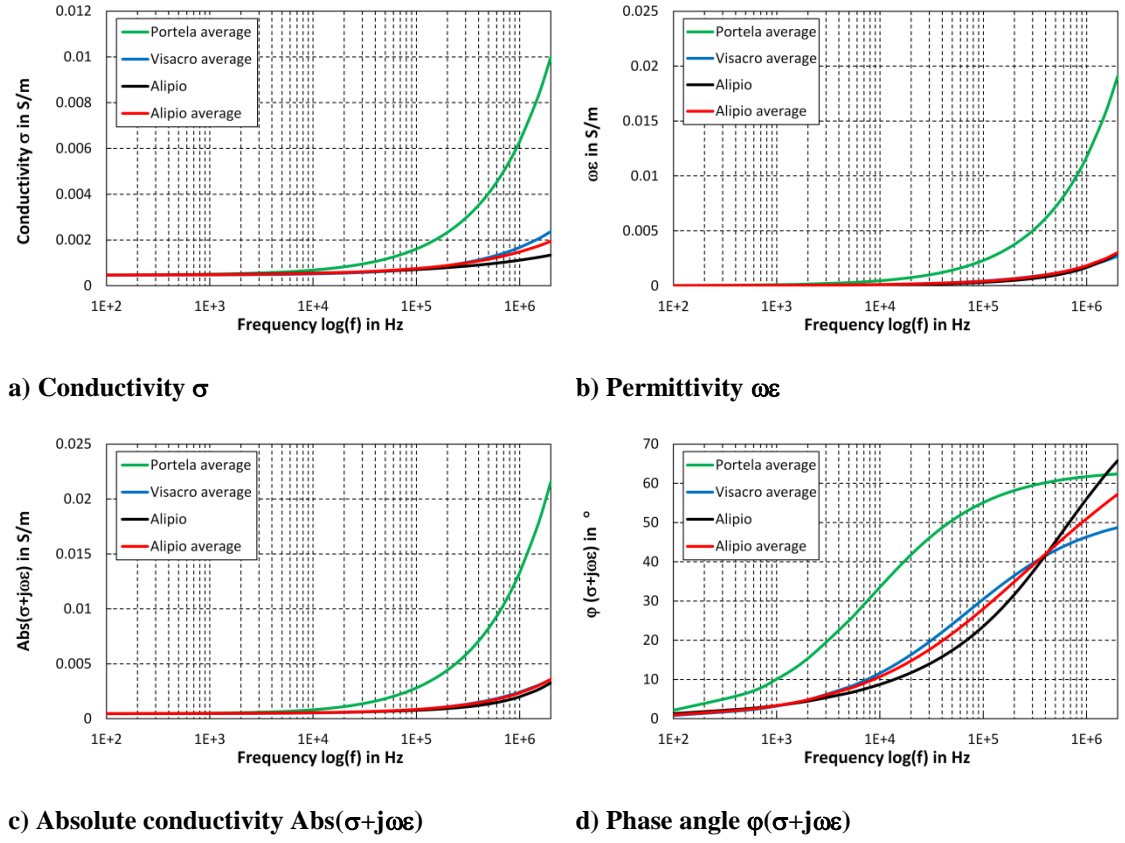 0.012
0.01
0.008
0.006
0.004
0.002
0
Conductivity σ in S/m
Portela average
Visacro average
Alipio
Alipio average
1E+2 1E+3 1E+4 1E+5 1E+6
Frequency log(f) in Hz
a) Conductivity σ
0.025
0.02
0.015
0.01
0.005
0
ωε in S/m
Portela average
Visacro average
Alipio
Alipio average
1E+2 1E+3 1E+4 1E+5 1E+6
Frequency log(f) in Hz
b) Permittivity ωε
0.025
0.02
0.015
0.01
0.005
0
Abs(σ+jωε) in S/m
Portela average
Visacro average
Alipio
Alipio average
1E+2 1E+3 1E+4 1E+5 1E+6
Frequency log(f) in Hz
c) Absolute conductivity Abs(σ+jωε)
70
60
50
40
30
20
10
0
φ (σ+jωε) in °
Portela average
Visacro average
Alipio
Alipio average
1E+2 1E+3 1E+4 1E+5 1E+6
Frequency log(f) in Hz
d) Phase angle φ(σ+jωε)